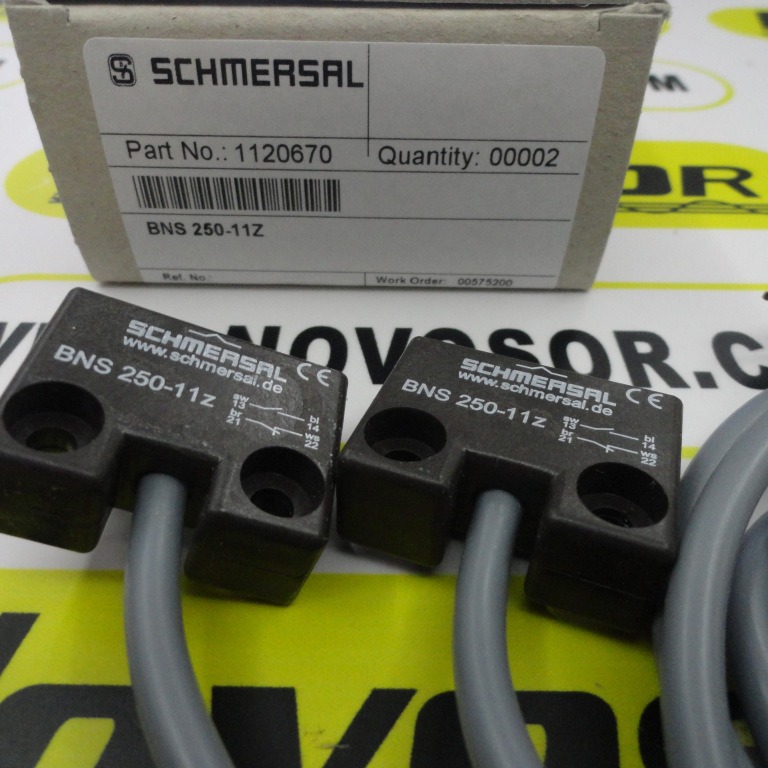 SCHMERSAL
Part No.: 1120670
Quantity: 00002
BNS 250-11Z
Ref. No.:
Work Order: 00575200
OR
WWW.NOVOSOR.C
SCHMERSAL
www.schmersal.de
BNS 250-11z
CE
sw
13
bl
14
br
21
ws
22
SCHMERSAL
www.schmersal.de
BNS 250-11z
CE
sw
13
bl
14
br
21
ws
22